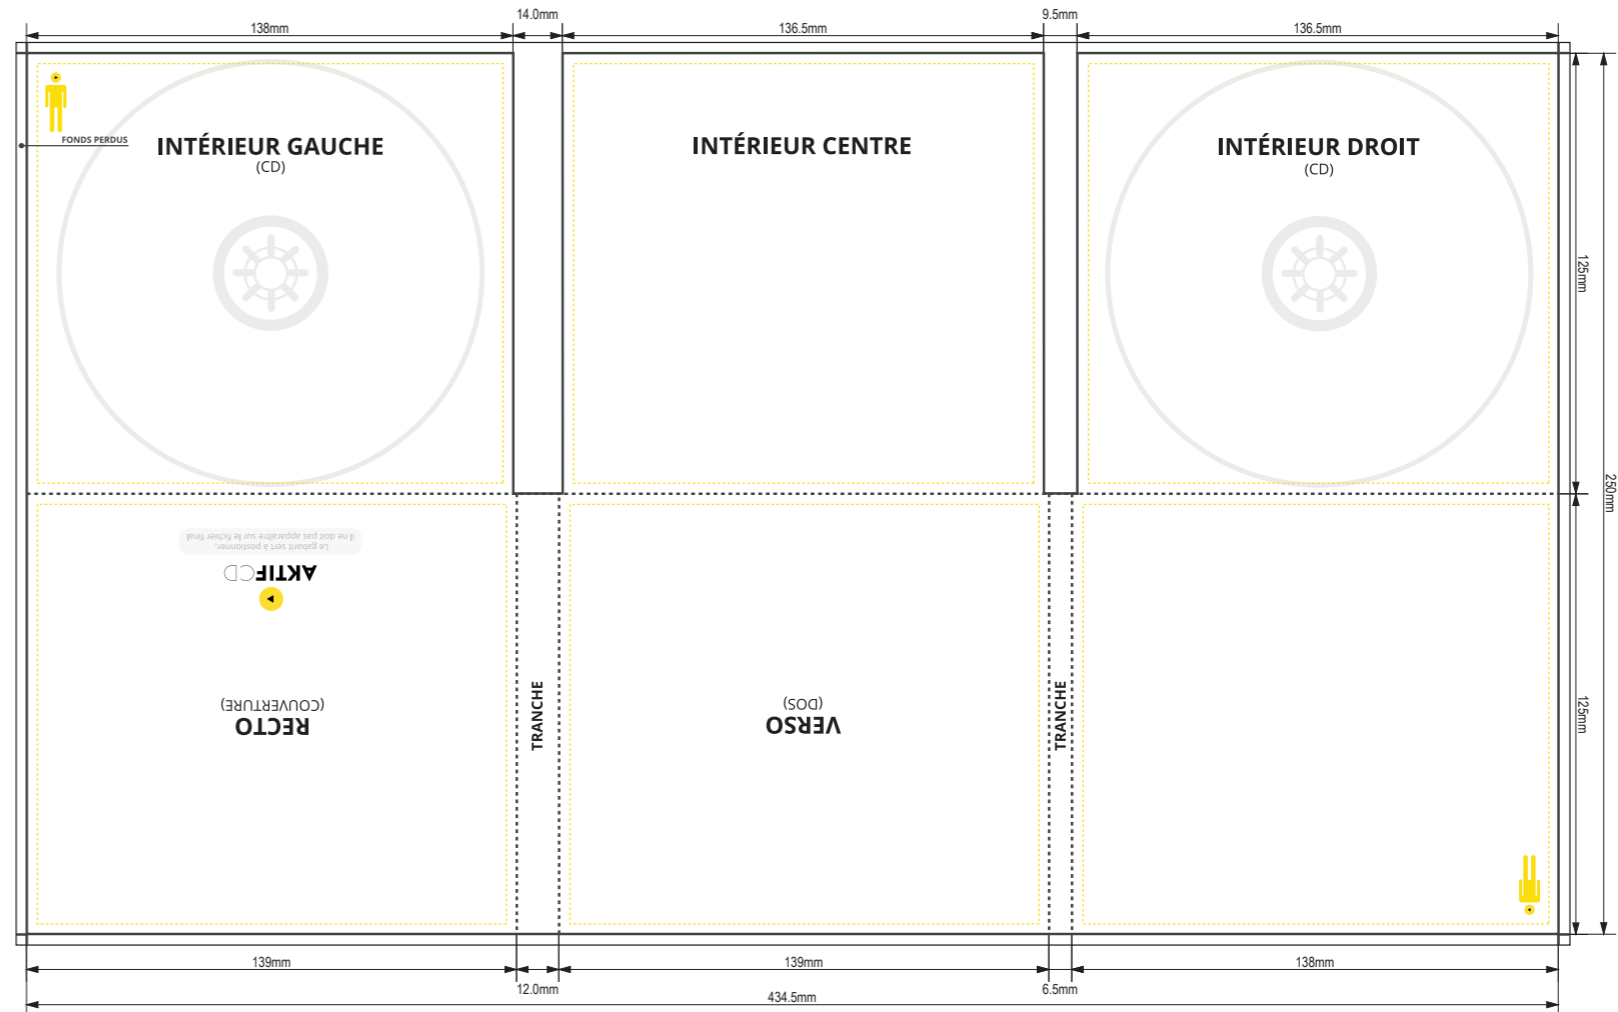 138mm
14.0mm
136.5mm
9.5mm
136.5mm
FONDS PERDUS
INTÉRIEUR GAUCHE
(CD)
INTÉRIEUR CENTRE
INTÉRIEUR DROIT
(CD)
125mm
250mm
Le gabarit sert à postionner,
il ne doit pas apparaître sur le fichier final
AKTIFCD
RECTO
(COUVERTURE)
TRANCHE
VERSO
(DOS)
TRANCHE
125mm
139mm
12.0mm
139mm
6.5mm
138mm
434.5mm